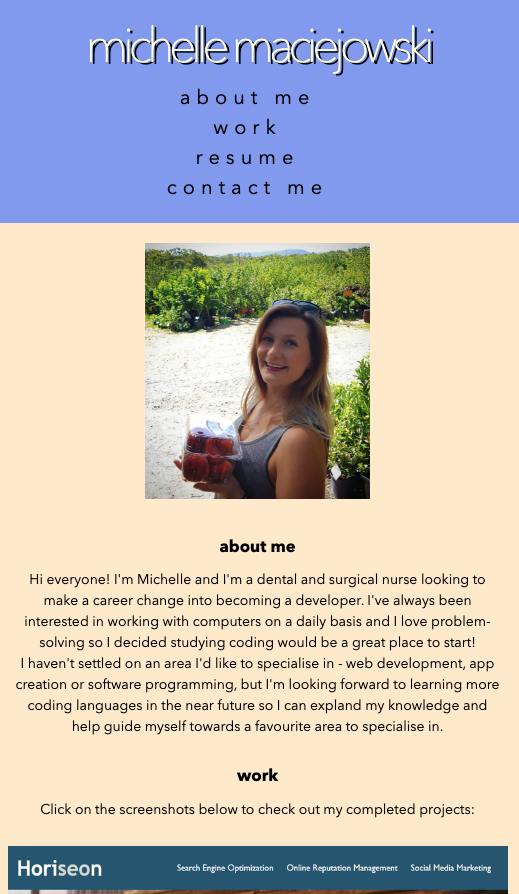 michelle maciejowski
about me
work
resume
contact me
about me
Hi everyone! I'm Michelle and I'm a dental and surgical nurse looking to
make a career change into becoming a developer. I've always been
interested in working with computers on a daily basis and I love problem-
solving so I decided studying coding would be a great place to start!
I haven't settled on an area I'd like to specialise in - web development, app
creation or software programming, but I'm looking forward to learning more
coding languages in the near future so I can expland my knowledge and
help guide myself towards a favourite area to specialise in.
work
Click on the screenshots below to check out my completed projects:
Horiseon Search Engine Optimization Online Reputation Management Social Media Marketing